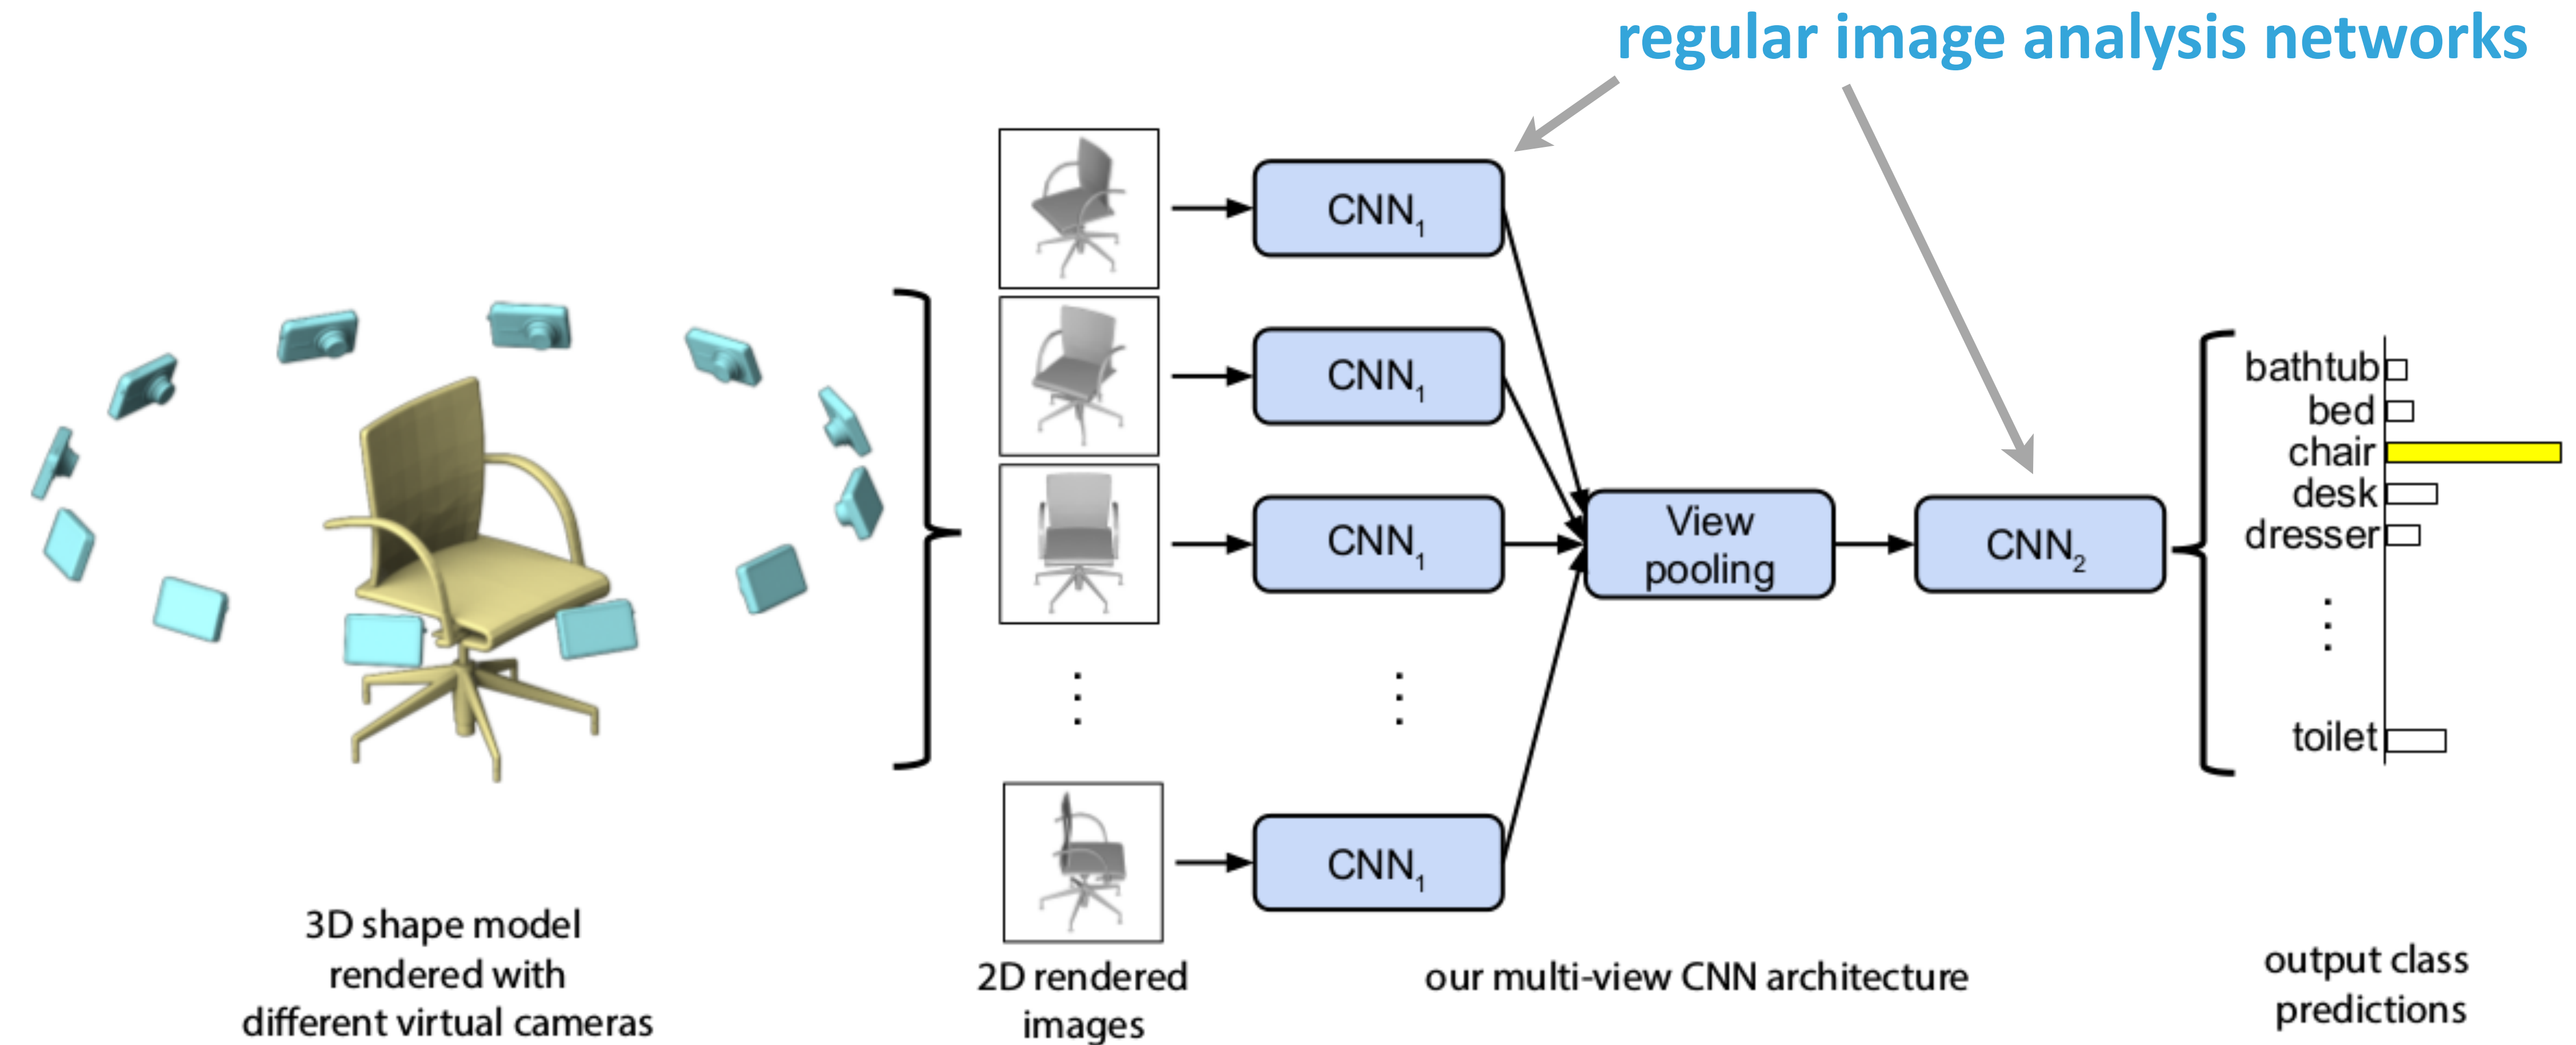 regular image analysis networks
CNN₁
CNN₁
CNN₁
CNN₁
View
pooling
CNN₂
bathtub
bed
chair
desk
dresser
⋮
toilet
⋮
⋮
3D shape model
rendered with
different virtual cameras
2D rendered
images
our multi-view CNN architecture
output class
predictions